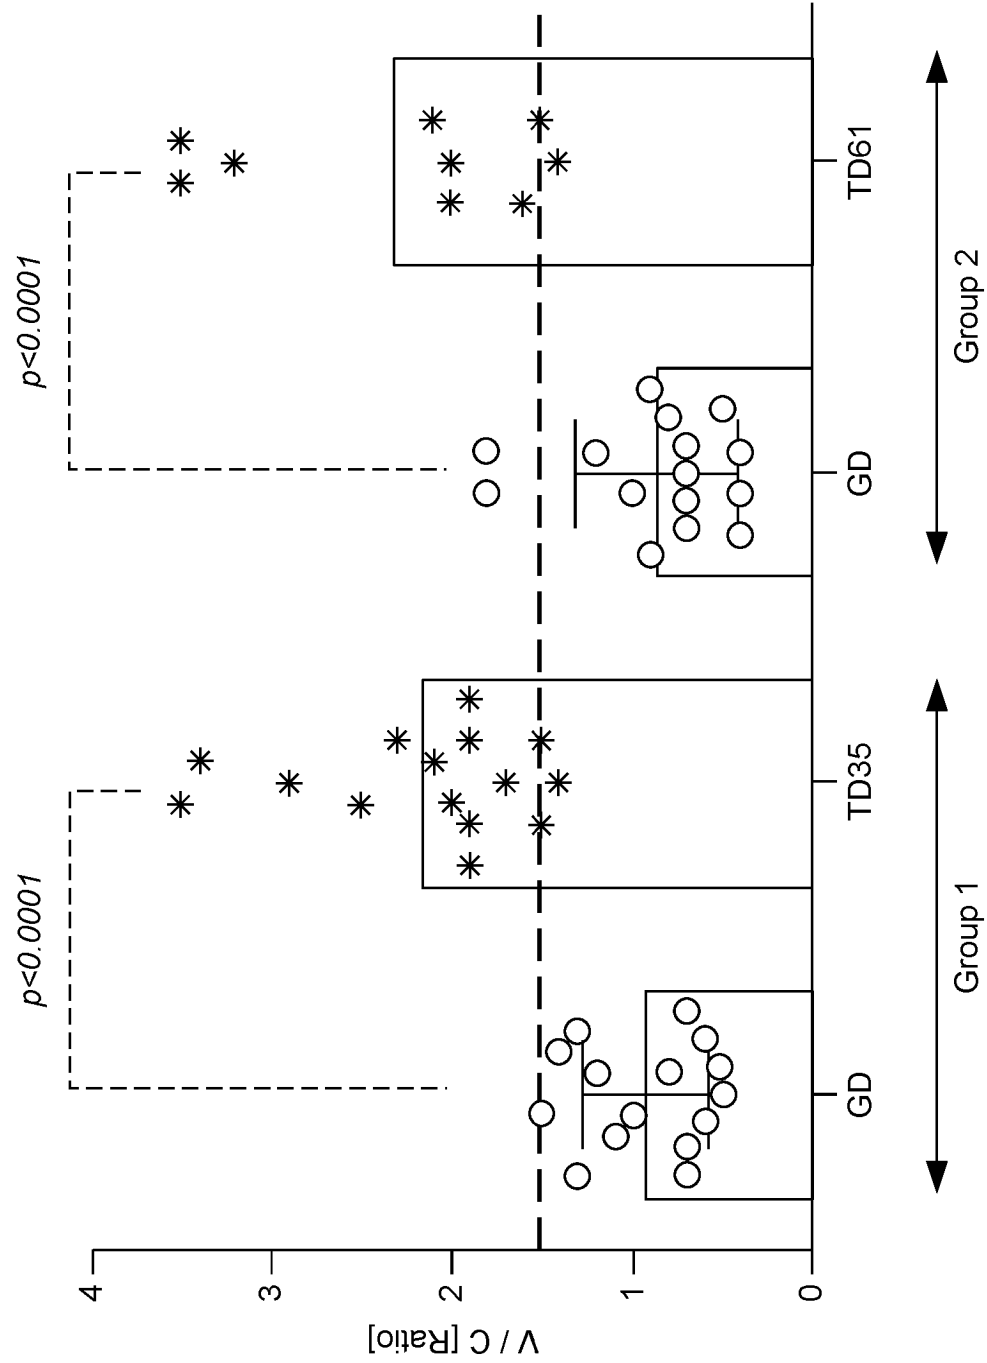 p<0.0001
p<0.0001
4
3
2
1
0
V / C [Ratio]
GD
TD35
GD
TD61
Group 1
Group 2